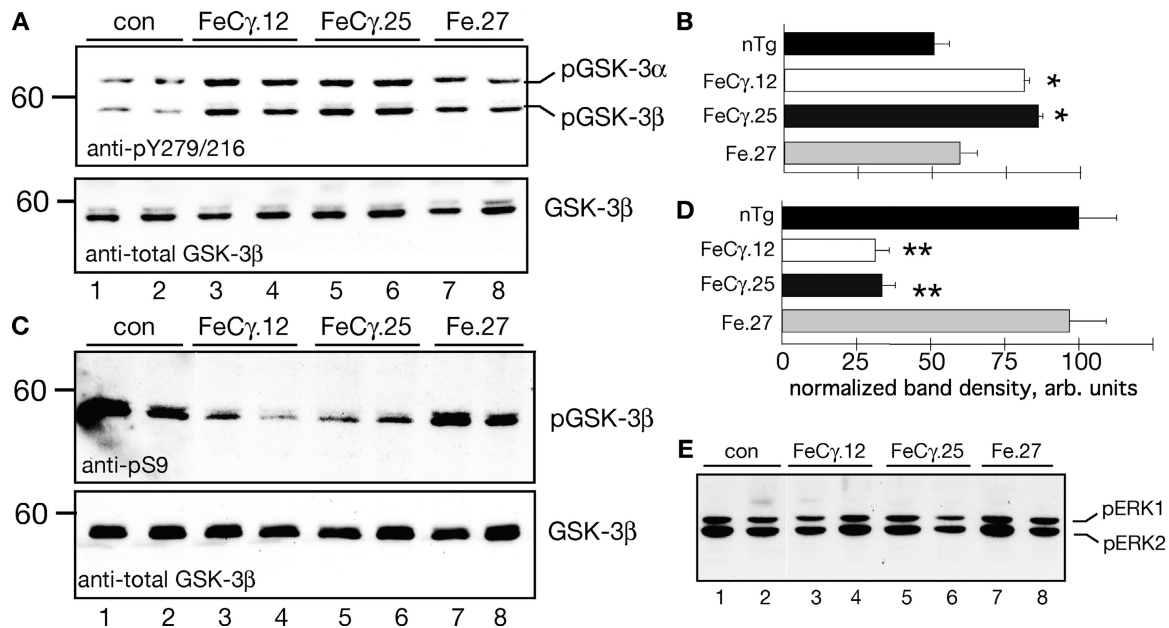 A
con FeCγ.12 FeCγ.25 Fe.27
60
pGSK-3α
pGSK-3β
anti-pY279/216
60
GSK-3β
anti-total GSK-3β
1 2 3 4 5 6 7 8
B
nTg
FeCγ.12 *
FeCγ.25 *
Fe.27
C
con FeCγ.12 FeCγ.25 Fe.27
60
pGSK-3β
anti-pS9
60
GSK-3β
anti-total GSK-3β
1 2 3 4 5 6 7 8
D
nTg
FeCγ.12 **
FeCγ.25 **
Fe.27
0 25 50 75 100
normalized band density, arb. units
E
con FeCγ.12 FeCγ.25 Fe.27
pERK1
pERK2
1 2 3 4 5 6 7 8